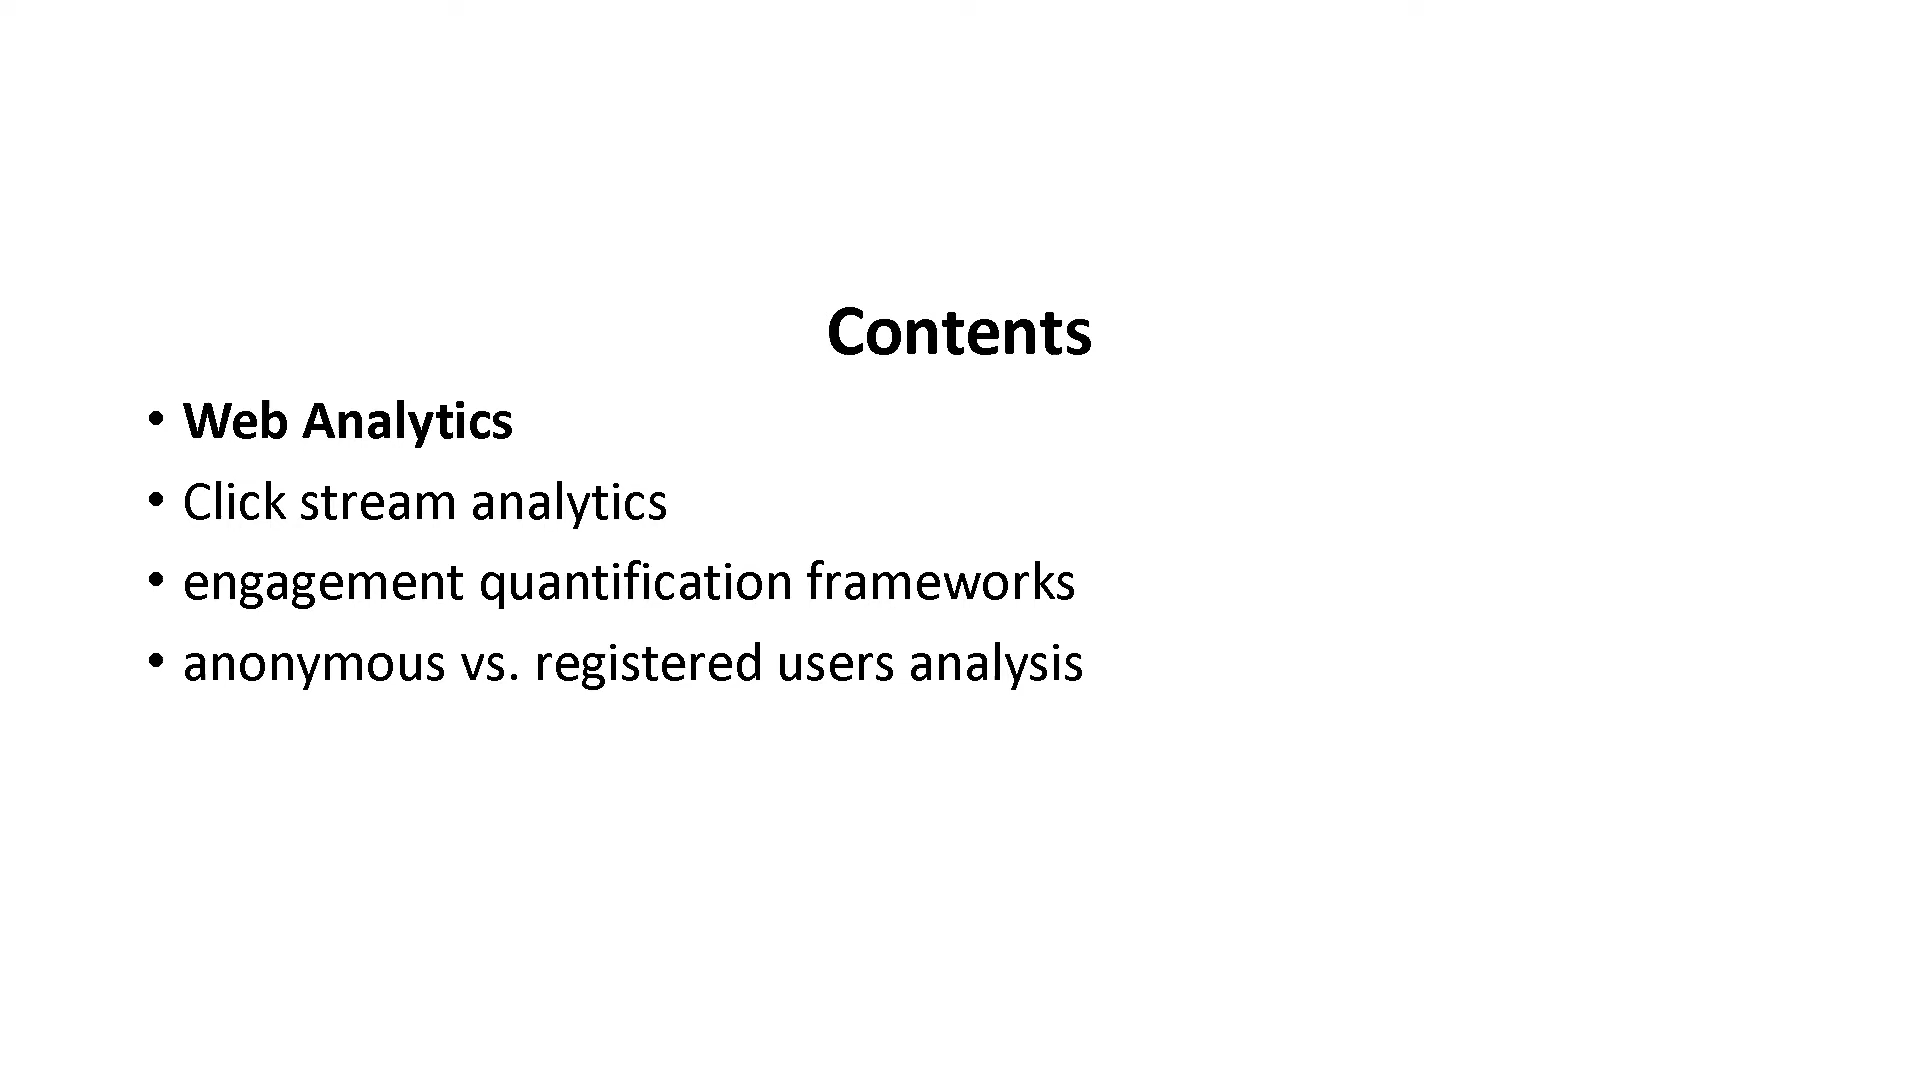 Contents
• Web Analytics
• Click stream analytics
• engagement quantification frameworks
• anonymous vs. registered users analysis